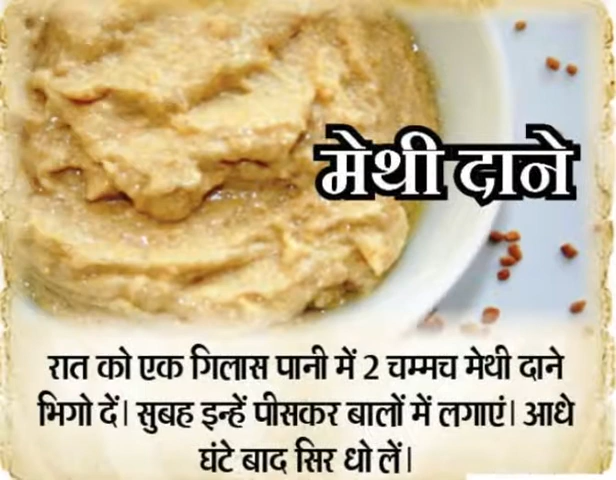 मेथी दाने
रात को एक गिलास पानी में 2 चम्मच मेथी दाने
भिगो दें। सुबह इन्हें पीसकर बालों में लगाएं। आधे
घंटे बाद सिर धो लें।